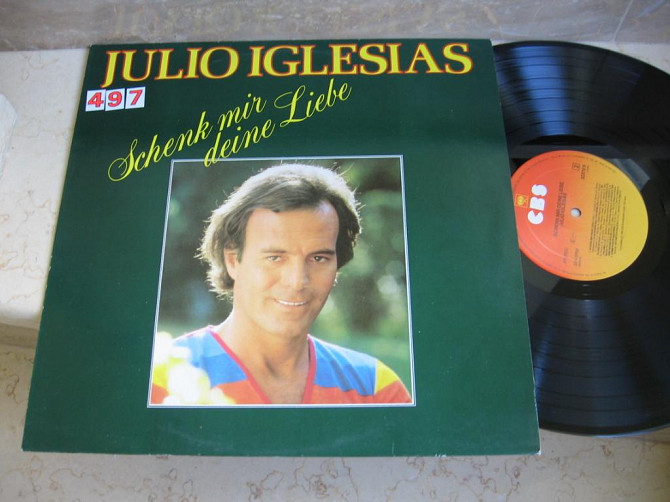 JULIO IGLESIAS
497
Schenk mir
deine Liebe
CBS